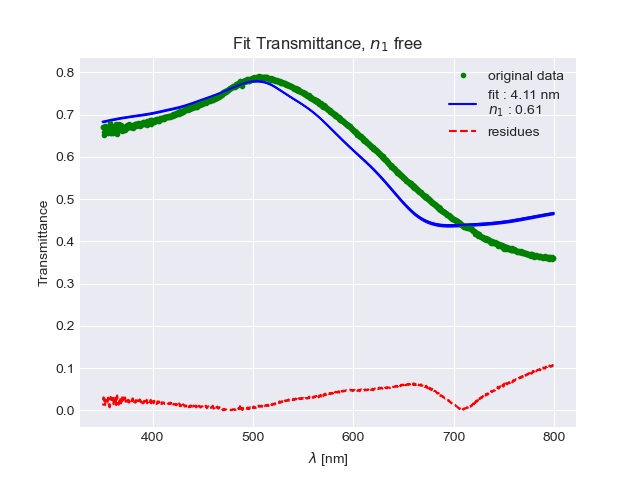 Fit Transmittance, n₁ free
original data
fit : 4.11 nm
n₁ : 0.61
residues
Transmittance
0.8
0.7
0.6
0.5
0.4
0.3
0.2
0.1
0.0
400 500 600 700 800
λ [nm]